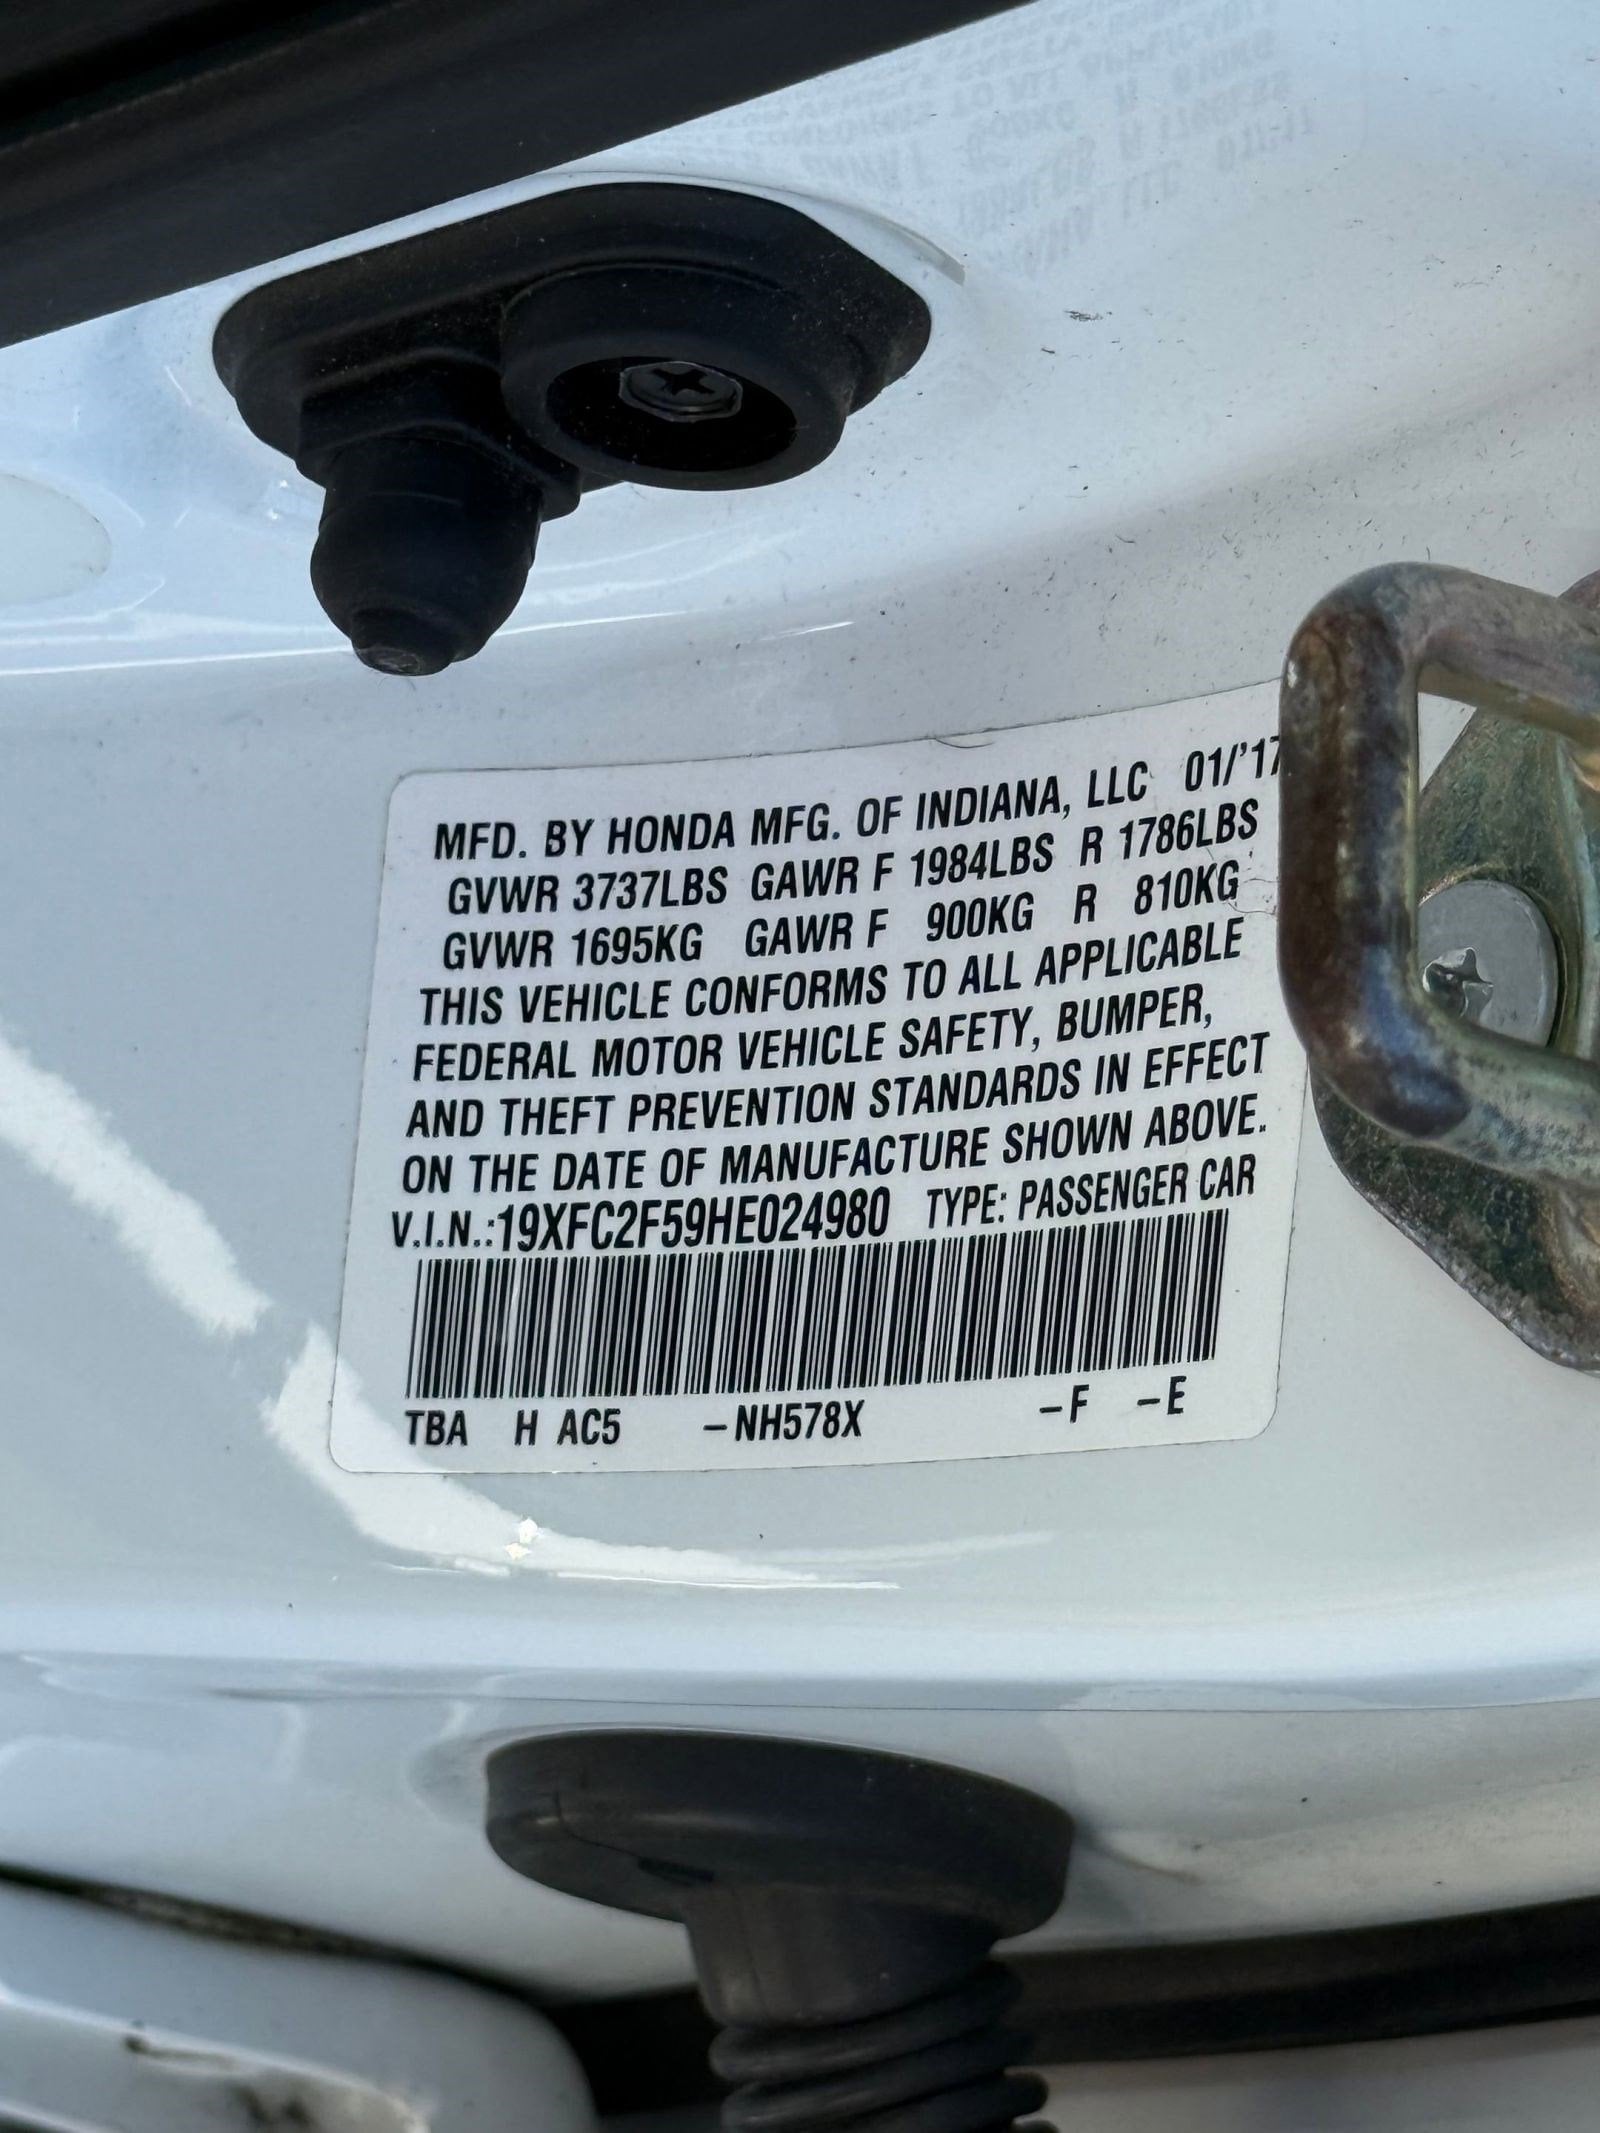 MFD. BY HONDA MFG. OF INDIANA, LLC 01/'17
GVWR 3737LBS GAWR F 1984LBS R 1786LBS
GVWR 1695KG GAWR F 900KG R 810KG
THIS VEHICLE CONFORMS TO ALL APPLICABLE
FEDERAL MOTOR VEHICLE SAFETY, BUMPER,
AND THEFT PREVENTION STANDARDS IN EFFECT
ON THE DATE OF MANUFACTURE SHOWN ABOVE.
V.I.N.:19XFC2F59HE024980 TYPE: PASSENGER CAR
TBA H AC5 –NH578X –F –E